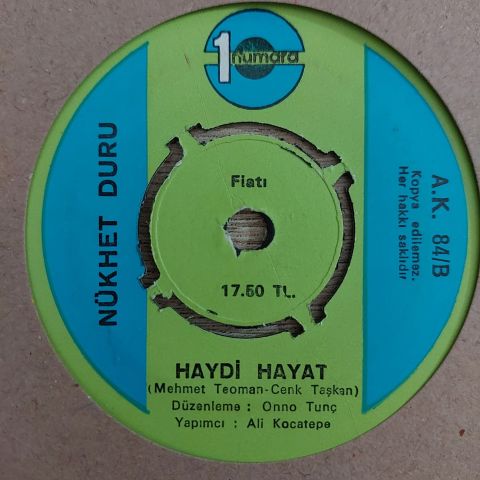 1 numara
NÜKHET DURU
A.K. 84/B
Kopya edilemez.
Her hakkı saklıdır
Fiatı
17.50 TL.
HAYDİ HAYAT
(Mehmet Teoman-Cenk Taşkan)
Düzenleme : Onno Tunç
Yapımcı : Ali Kocatepe